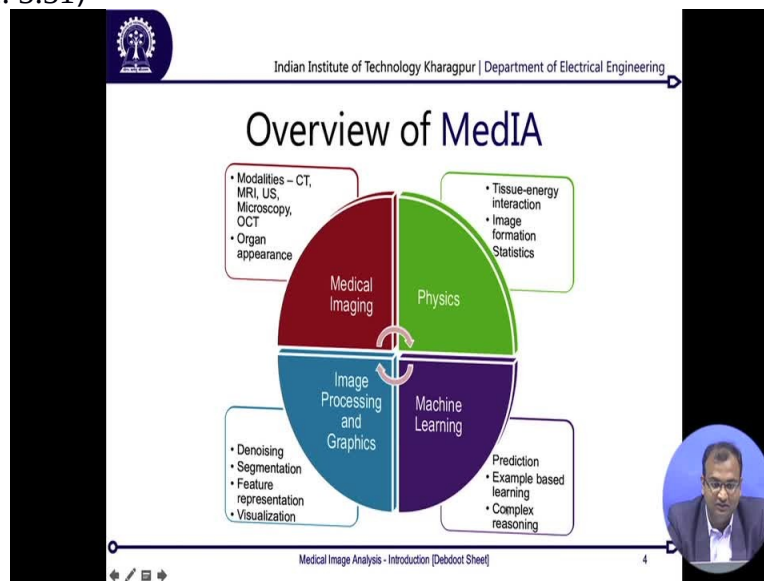 Indian Institute of Technology Kharagpur | Department of Electrical Engineering
Overview of MedIA
• Modalities – CT,
MRI, US,
Microscopy,
OCT
• Organ
appearance
• Tissue-energy
interaction
• Image
formation
Statistics
Medical
Imaging
Physics
Image
Processing
and
Graphics
Machine
Learning
• Denoising
• Segmentation
• Feature
representation
• Visualization
Prediction
• Example based
learning
• Complex
reasoning
Medical Image Analysis - Introduction [Debdoot Sheet]
4